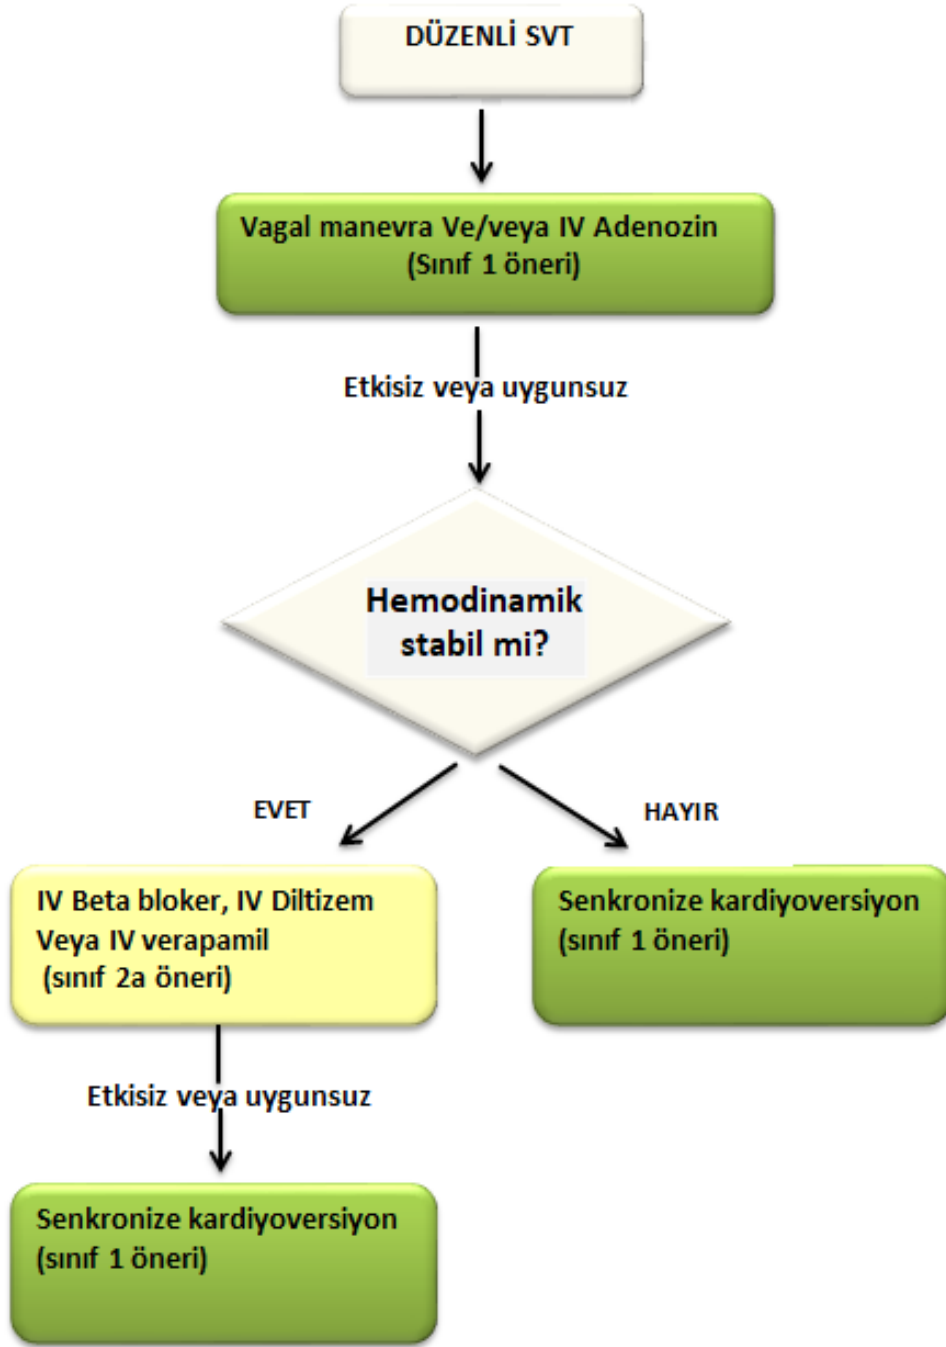 DÜZENLİ SVT
Vagal manevra Ve/veya IV Adenozin
(Sınıf 1 öneri)
Etkisiz veya uygunsuz
Hemodinamik
stabil mi?
EVET
HAYIR
IV Beta bloker, IV Diltizem
Veya IV verapamil
(sınıf 2a öneri)
Senkronize kardiyoversiyon
(sınıf 1 öneri)
Etkisiz veya uygunsuz
Senkronize kardiyoversiyon
(sınıf 1 öneri)